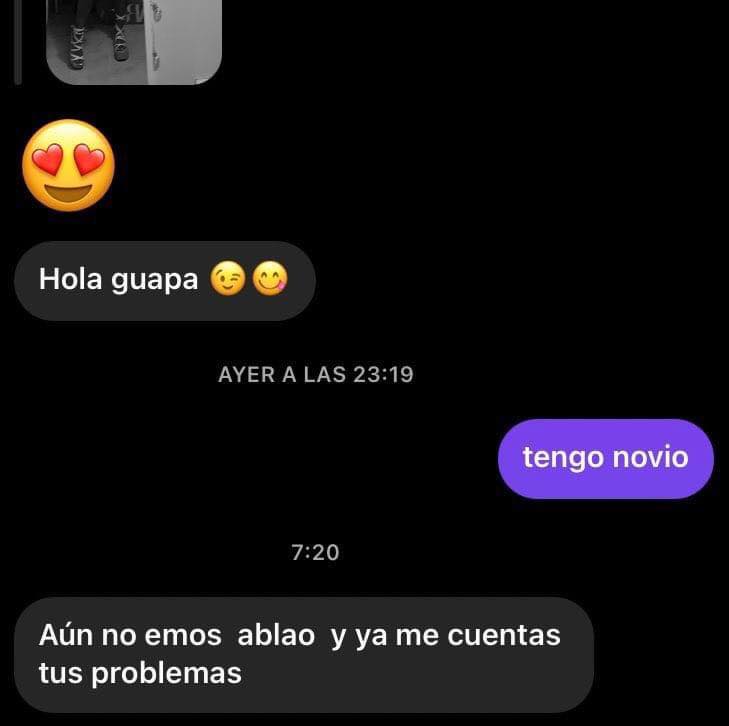 Hola guapa 😉😋
AYER A LAS 23:19
tengo novio
7:20
Aún no emos  ablao  y ya me cuentas
tus problemas